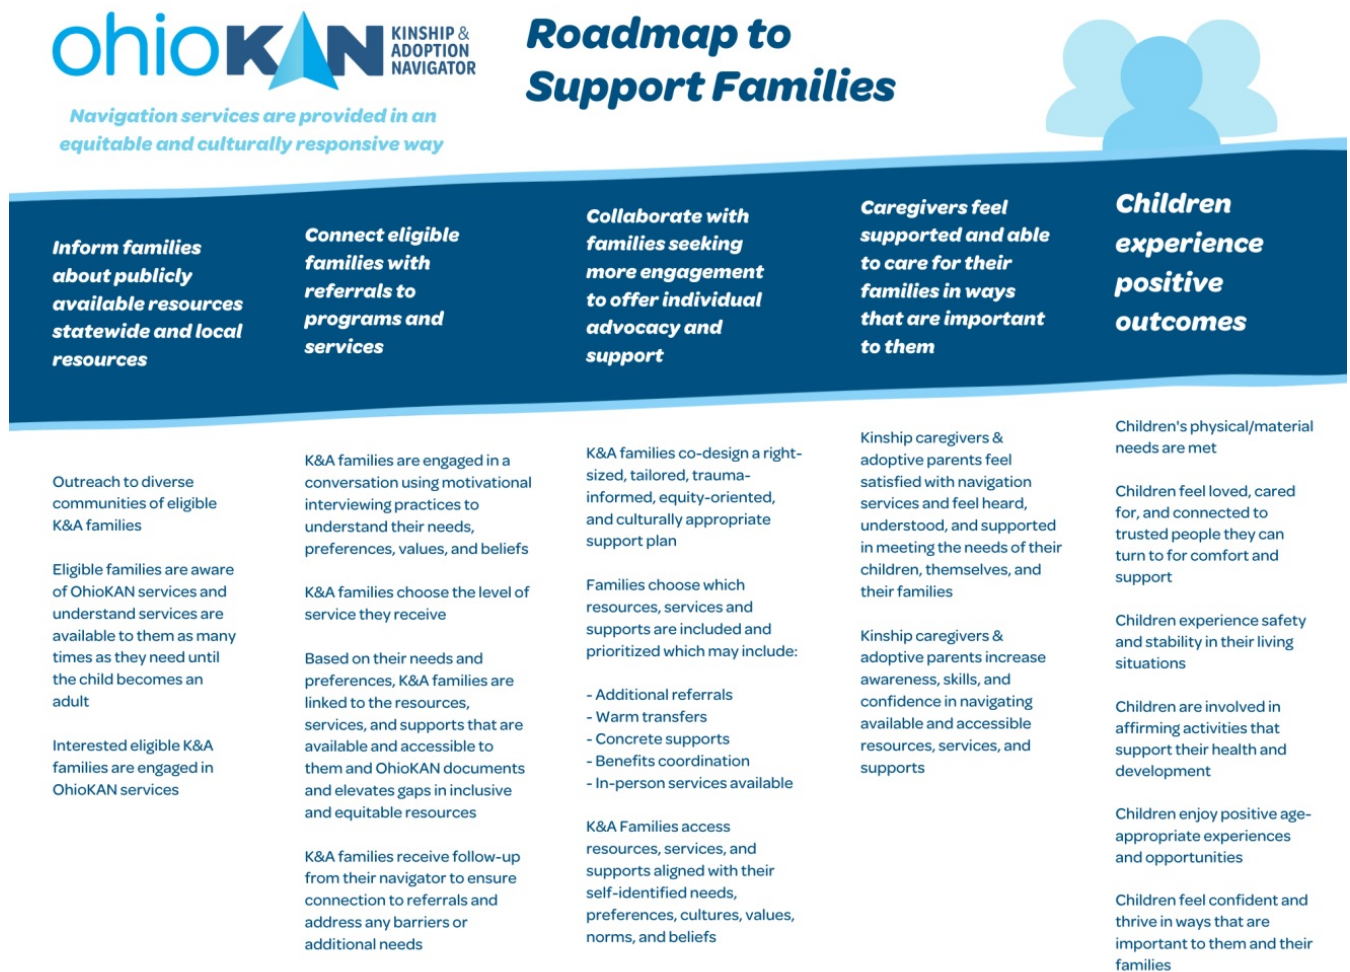 ohioKAN
KINSHIP &
ADOPTION
NAVIGATOR
Navigation services are provided in an
equitable and culturally responsive way
Roadmap to
Support Families
Inform families
about publicly
available resources
statewide and local
resources
Connect eligible
families with
referrals to
programs and
services
Collaborate with
families seeking
more engagement
to offer individual
advocacy and
support
Caregivers feel
supported and able
to care for their
families in ways
that are important
to them
Children
experience
positive
outcomes
Outreach to diverse
communities of eligible
K&A families
Eligible families are aware
of OhioKAN services and
understand services are
available to them as many
times as they need until
the child becomes an
adult
Interested eligible K&A
families are engaged in
OhioKAN services
K&A families are engaged in a
conversation using motivational
interviewing practices to
understand their needs,
preferences, values, and beliefs
K&A families choose the level of
service they receive
Based on their needs and
preferences, K&A families are
linked to the resources,
services, and supports that are
available and accessible to
them and OhioKAN documents
and elevates gaps in inclusive
and equitable resources
K&A families receive follow-up
from their navigator to ensure
connection to referrals and
address any barriers or
additional needs
K&A families co-design a right-
sized, tailored, trauma-
informed, equity-oriented,
and culturally appropriate
support plan
Families choose which
resources, services and
supports are included and
prioritized which may include:
- Additional referrals
- Warm transfers
- Concrete supports
- Benefits coordination
- In-person services available
K&A Families access
resources, services, and
supports aligned with their
self-identified needs,
preferences, cultures, values,
norms, and beliefs
Kinship caregivers &
adoptive parents feel
satisfied with navigation
services and feel heard,
understood, and supported
in meeting the needs of their
children, themselves, and
their families
Kinship caregivers &
adoptive parents increase
awareness, skills, and
confidence in navigating
available and accessible
resources, services, and
supports
Children's physical/material
needs are met
Children feel loved, cared
for, and connected to
trusted people they can
turn to for comfort and
support
Children experience safety
and stability in their living
situations
Children are involved in
affirming activities that
support their health and
development
Children enjoy positive age-
appropriate experiences
and opportunities
Children feel confident and
thrive in ways that are
important to them and their
families